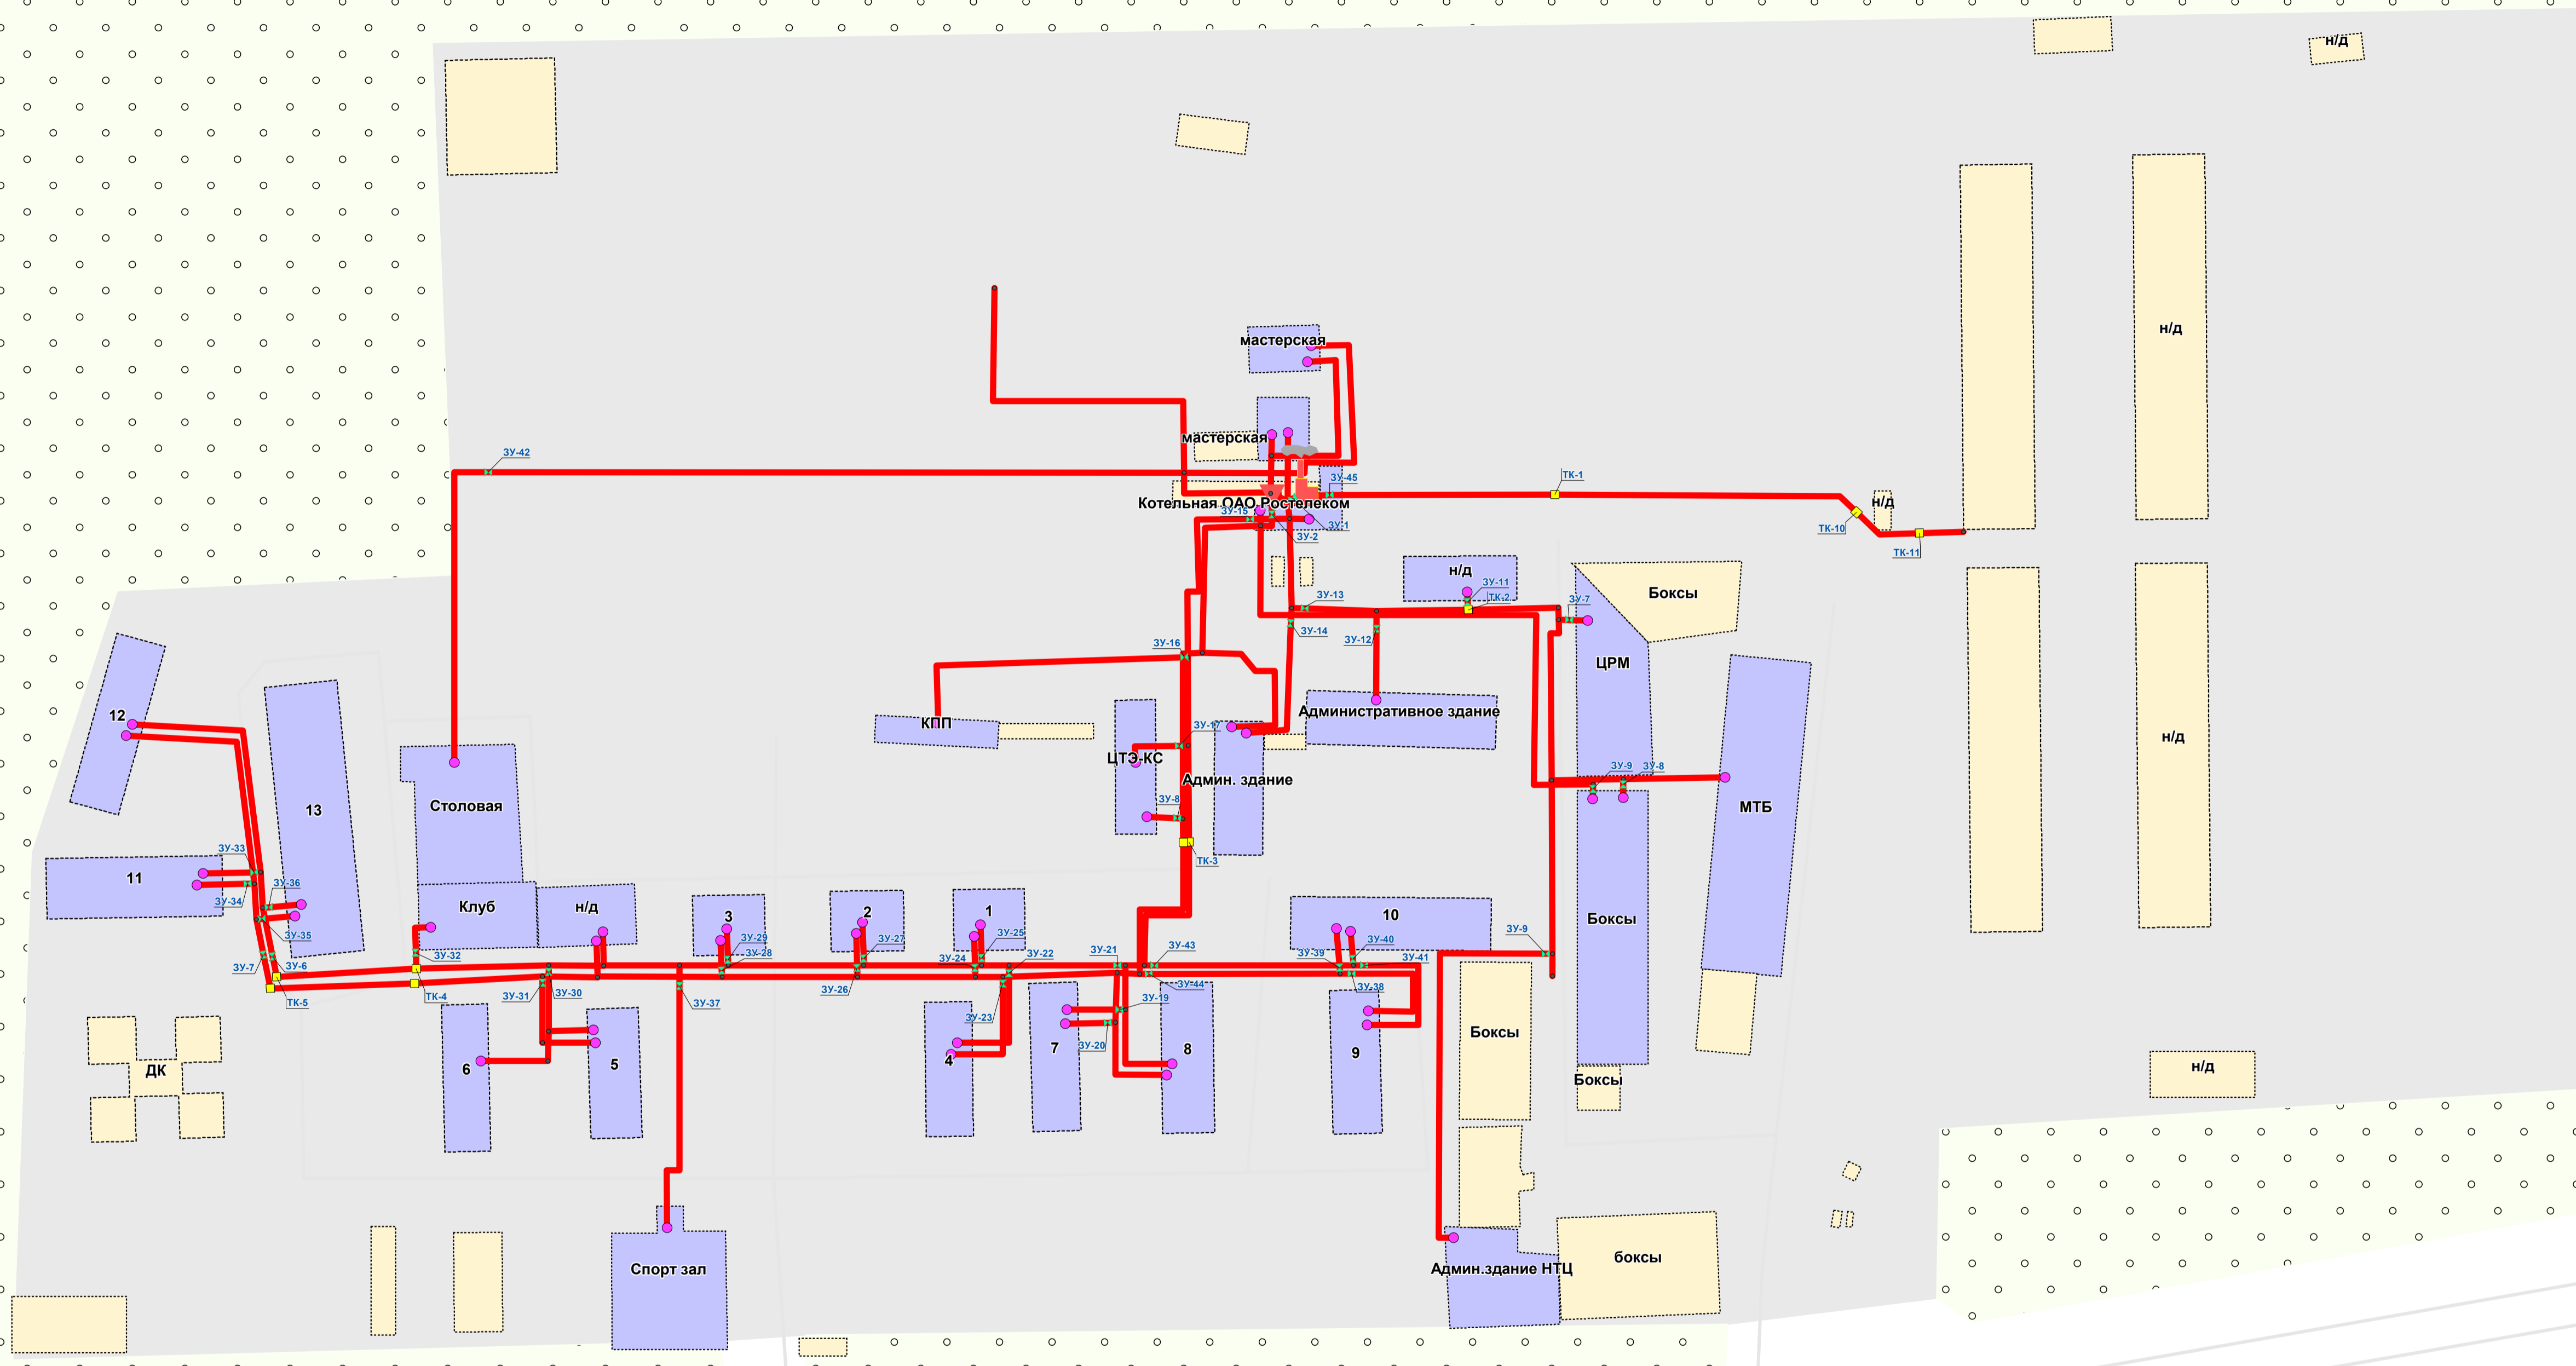 н/д
мастерская
н/д
мастерская
ЗУ-42
ТК-1
ЗУ-45
Котельная ОАО Ростелеком
н/д
ЗУ-15
ЗУ-1
ЗУ-2
ТК-10
ТК-11
н/д
ЗУ-11
Боксы
ЗУ-13
ТК-2
ЗУ-7
ЗУ-14
ЗУ-12
ЗУ-16
ЦРМ
12
КПП
ЗУ-17
Административное здание
н/д
ЦТЭ-КС
ЗУ-9
ЗУ-8
Админ. здание
13
Столовая
ЗУ-8
МТБ
ЗУ-33
ТК-3
11
ЗУ-36
ЗУ-34
Клуб
н/д
3
2
1
10
Боксы
ЗУ-35
ЗУ-29
ЗУ-27
ЗУ-25
ЗУ-40
ЗУ-9
ЗУ-32
ЗУ-28
ЗУ-24
ЗУ-22
ЗУ-21
ЗУ-43
ЗУ-39
ЗУ-41
ЗУ-7
ЗУ-6
ЗУ-44
ЗУ-38
ТК-5
ТК-4
ЗУ-31
ЗУ-30
ЗУ-37
ЗУ-26
ЗУ-23
ЗУ-19
ЗУ-20
Боксы
ДК
6
5
4
7
8
9
Боксы
н/д
Спорт зал
Админ.здание НТЦ
боксы